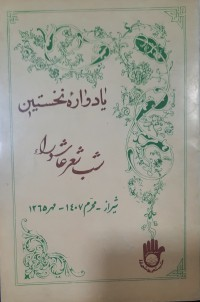 یادوارهٔ نخستین
شب شعر عاشورا
شیراز - محرم ۱۴۰۷ - مهر ۱۳۶۵